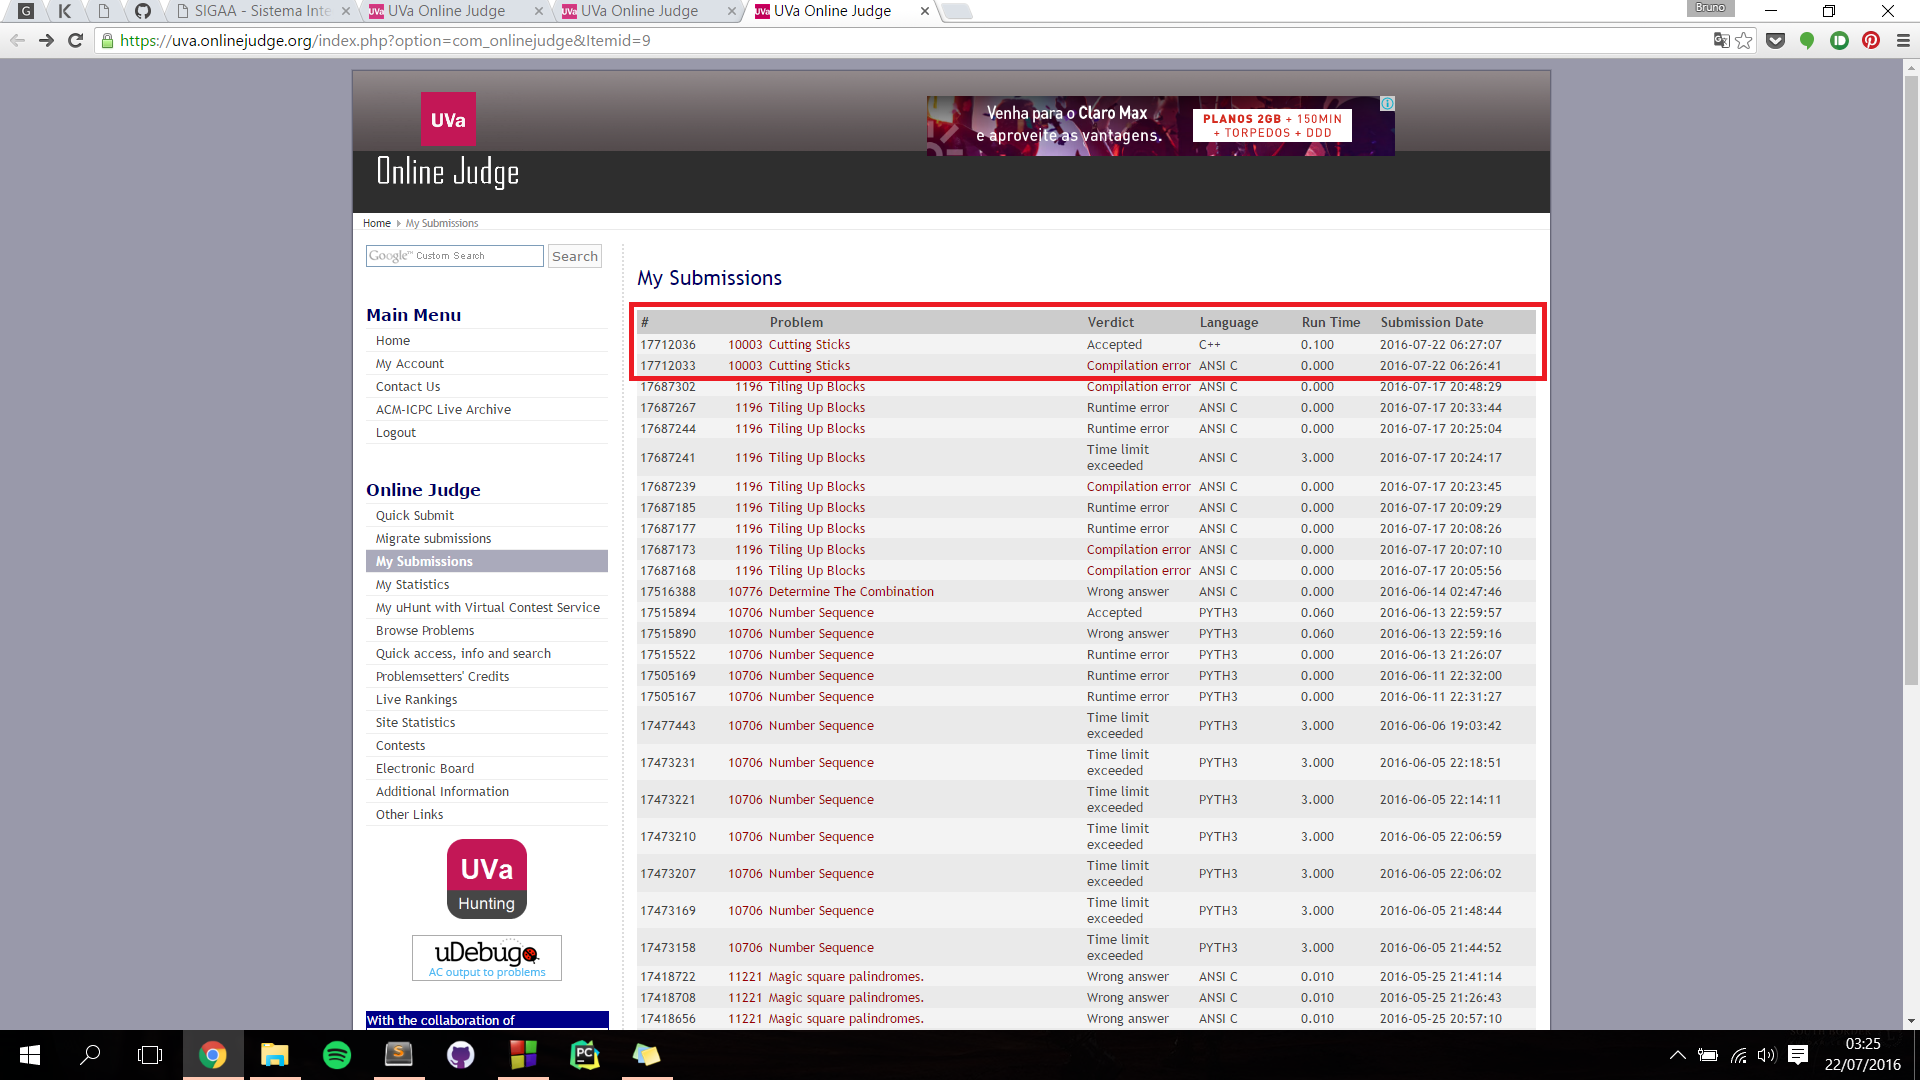 G
SIGAA - Sistema Inte
UVa Online Judge
UVa Online Judge
UVa Online Judge
Bruno
https://uva.onlinejudge.org/index.php?option=com_onlinejudge&Itemid=9
UVa
Online Judge
Venha para o Claro Max
e aproveite as vantagens.
PLANOS 2GB + 150MIN
+ TORPEDOS + DDD
Home My Submissions
Google™ Custom Search
Search
Main Menu
Home
My Account
Contact Us
ACM-ICPC Live Archive
Logout
Online Judge
Quick Submit
Migrate submissions
My Submissions
My Statistics
My uHunt with Virtual Contest Service
Browse Problems
Quick access, info and search
Problemsetters' Credits
Live Rankings
Site Statistics
Contests
Electronic Board
Additional Information
Other Links
UVa
Hunting
uDebug
AC output to problems
With the collaboration of
My Submissions
# Problem Verdict Language Run Time Submission Date
17712036 10003 Cutting Sticks Accepted C++ 0.100 2016-07-22 06:27:07
17712033 10003 Cutting Sticks Compilation error ANSI C 0.000 2016-07-22 06:26:41
17687302 1196 Tiling Up Blocks Compilation error ANSI C 0.000 2016-07-17 20:48:29
17687267 1196 Tiling Up Blocks Runtime error ANSI C 0.000 2016-07-17 20:33:44
17687244 1196 Tiling Up Blocks Runtime error ANSI C 0.000 2016-07-17 20:25:04
17687241 1196 Tiling Up Blocks Time limit exceeded ANSI C 3.000 2016-07-17 20:24:17
17687239 1196 Tiling Up Blocks Compilation error ANSI C 0.000 2016-07-17 20:23:45
17687185 1196 Tiling Up Blocks Runtime error ANSI C 0.000 2016-07-17 20:09:29
17687177 1196 Tiling Up Blocks Runtime error ANSI C 0.000 2016-07-17 20:08:26
17687173 1196 Tiling Up Blocks Compilation error ANSI C 0.000 2016-07-17 20:07:10
17687168 1196 Tiling Up Blocks Compilation error ANSI C 0.000 2016-07-17 20:05:56
17516388 10776 Determine The Combination Wrong answer ANSI C 0.000 2016-06-14 02:47:46
17515894 10706 Number Sequence Accepted PYTH3 0.060 2016-06-13 22:59:57
17515890 10706 Number Sequence Wrong answer PYTH3 0.060 2016-06-13 22:59:16
17515522 10706 Number Sequence Runtime error PYTH3 0.000 2016-06-13 21:26:07
17505169 10706 Number Sequence Runtime error PYTH3 0.000 2016-06-11 22:32:00
17505167 10706 Number Sequence Runtime error PYTH3 0.000 2016-06-11 22:31:27
17477443 10706 Number Sequence Time limit exceeded PYTH3 3.000 2016-06-06 19:03:42
17473231 10706 Number Sequence Time limit exceeded PYTH3 3.000 2016-06-05 22:18:51
17473221 10706 Number Sequence Time limit exceeded PYTH3 3.000 2016-06-05 22:14:11
17473210 10706 Number Sequence Time limit exceeded PYTH3 3.000 2016-06-05 22:06:59
17473207 10706 Number Sequence Time limit exceeded PYTH3 3.000 2016-06-05 22:06:02
17473169 10706 Number Sequence Time limit exceeded PYTH3 3.000 2016-06-05 21:48:44
17473158 10706 Number Sequence Time limit exceeded PYTH3 3.000 2016-06-05 21:44:52
17418722 11221 Magic square palindromes. Wrong answer ANSI C 0.010 2016-05-25 21:41:14
17418708 11221 Magic square palindromes. Wrong answer ANSI C 0.010 2016-05-25 21:26:43
17418656 11221 Magic square palindromes. Wrong answer ANSI C 0.010 2016-05-25 20:57:10
PC
03:25
22/07/2016